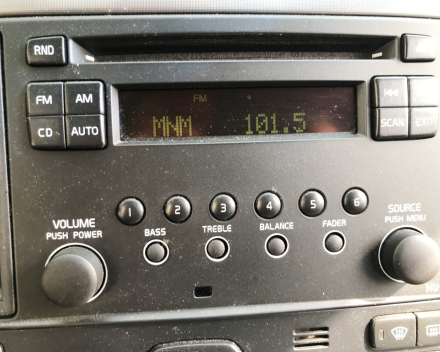 RND
FM AM
FM
SCAN EXIT
MNM 101.5
CD AUTO
1 2 3 4 5 6
VOLUME
PUSH POWER
BASS
TREBLE
BALANCE
FADER
SOURCE
PUSH MENU